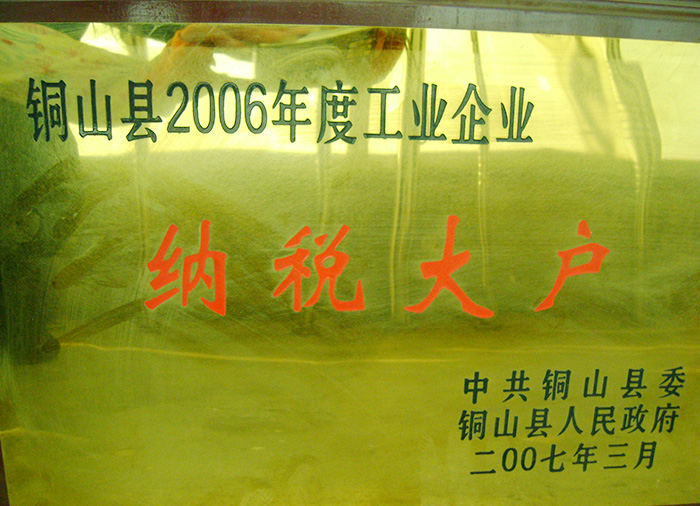 铜山县2006年度工业企业
纳税大户
中共铜山县委
铜山县人民政府
二00七年三月